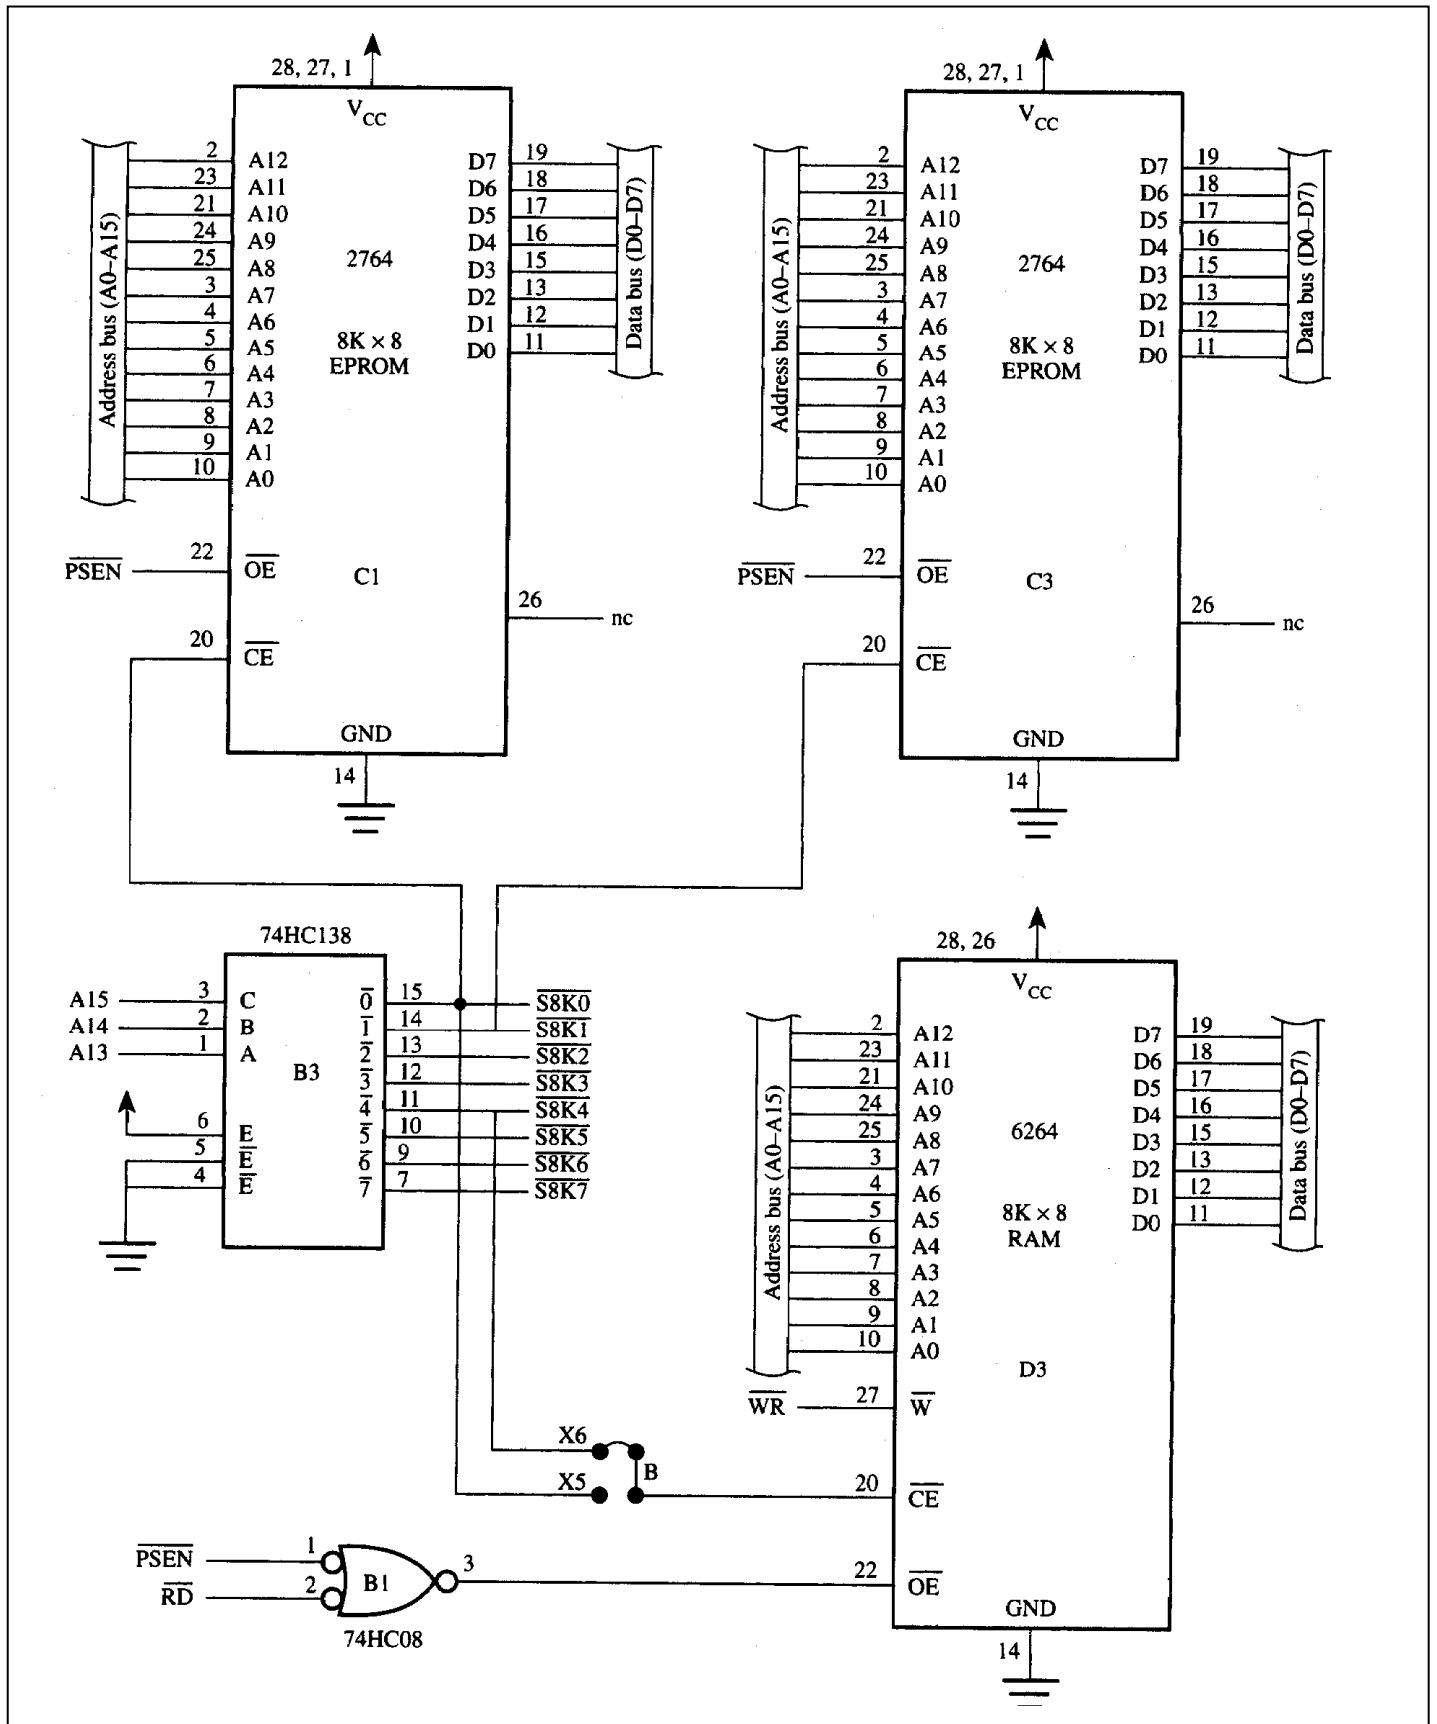 28, 27, 1
V CC
Address bus (A0–A15)
2 A12
23 A11
21 A10
24 A9
25 A8
3 A7
4 A6
5 A5
6 A4
7 A3
8 A2
9 A1
10 A0
2764
8K × 8
EPROM
D7 19
D6 18
D5 17
D4 16
D3 15
D2 13
D1 12
D0 11
Data bus (D0–D7)
PSEN 22 OE
C1
26 nc
20 CE
GND
14
28, 27, 1
V CC
Address bus (A0–A15)
2 A12
23 A11
21 A10
24 A9
25 A8
3 A7
4 A6
5 A5
6 A4
7 A3
8 A2
9 A1
10 A0
2764
8K × 8
EPROM
D7 19
D6 18
D5 17
D4 16
D3 15
D2 13
D1 12
D0 11
Data bus (D0–D7)
PSEN 22 OE
C3
26 nc
20 CE
GND
14
74HC138
A15 3 C
A14 2 B
A13 1 A
B3
6 E
5 E
4 E
0 15 S8K0
1 14 S8K1
2 13 S8K2
3 12 S8K3
4 11 S8K4
5 10 S8K5
6 9 S8K6
7 7 S8K7
28, 26
V CC
Address bus (A0–A15)
2 A12
23 A11
21 A10
24 A9
25 A8
3 A7
4 A6
5 A5
6 A4
7 A3
8 A2
9 A1
10 A0
6264
8K × 8
RAM
D7 19
D6 18
D5 17
D4 16
D3 15
D2 13
D1 12
D0 11
Data bus (D0–D7)
D3
WR 27 W
X6
B
X5
20 CE
PSEN 1
RD 2
B1
3
74HC08
22 OE
GND
14